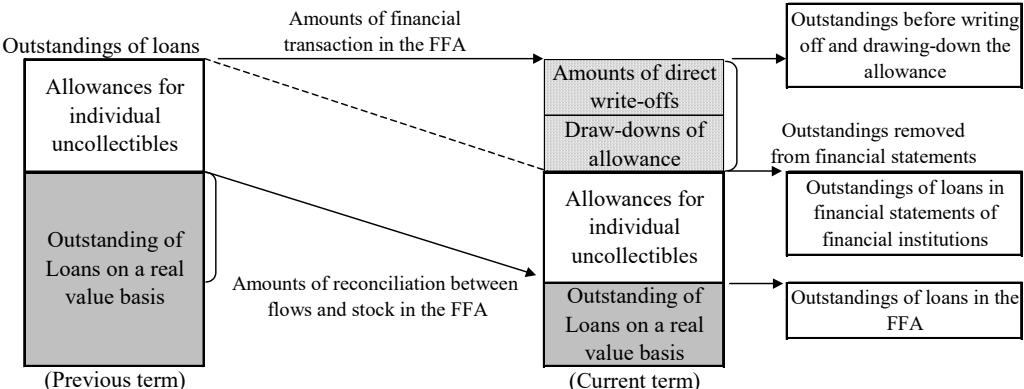 Outstandings of loans
Allowances for
individual
uncollectibles
Outstanding of
Loans on a real
value basis
(Previous term)
Amounts of financial
transaction in the FFA
Amounts of reconciliation between
flows and stock in the FFA
Amounts of direct
write-offs
Draw-downs of
allowance
Allowances for
individual
uncollectibles
Outstanding of
Loans on a real
value basis
(Current term)
Outstandings before writing
off and drawing-down the
allowance
Outstandings removed
from financial statements
Outstandings of loans in
financial statements of
financial institutions
Outstandings of loans in the
FFA